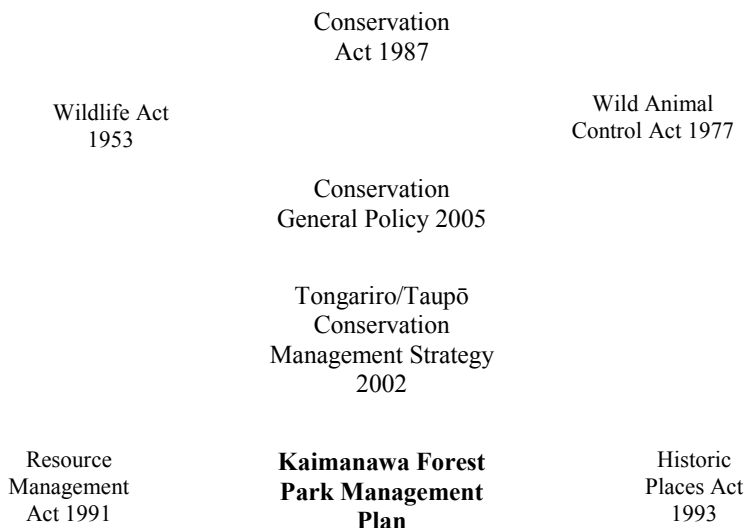 Conservation
Act 1987
Wildlife Act
1953
Wild Animal
Control Act 1977
Conservation
General Policy 2005
Tongariro/Taupō
Conservation
Management Strategy
2002
Resource
Management
Act 1991
Kaimanawa Forest
Park Management
Plan
Historic
Places Act
1993